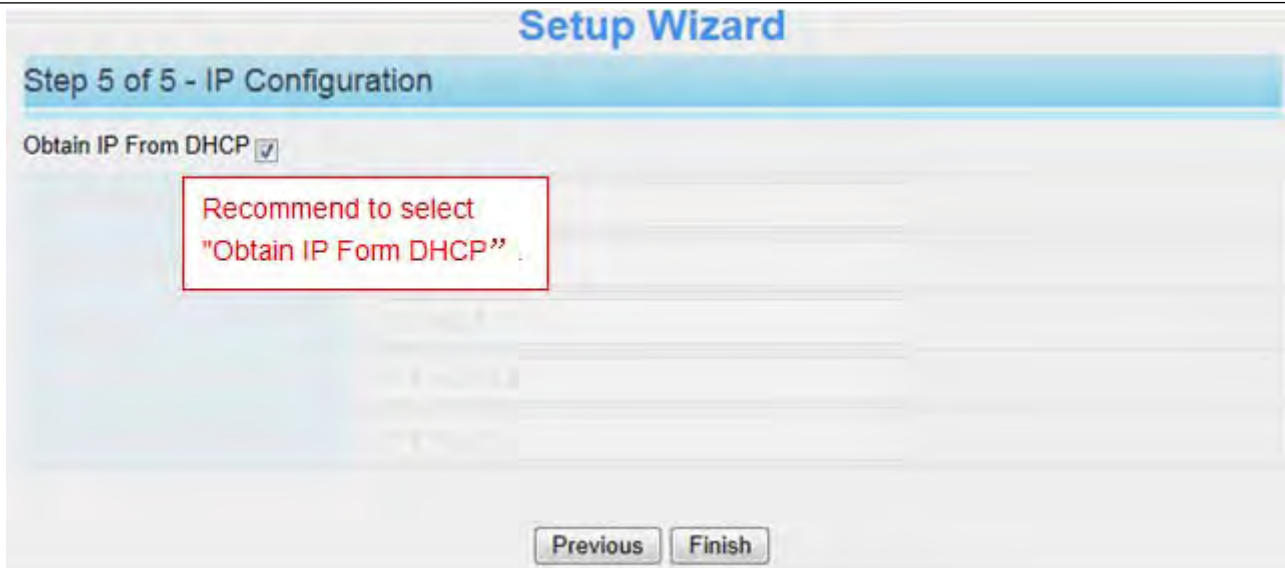 Setup Wizard
Step 5 of 5 - IP Configuration
Obtain IP From DHCP
Recommend to select
"Obtain IP Form DHCP” .
Previous Finish